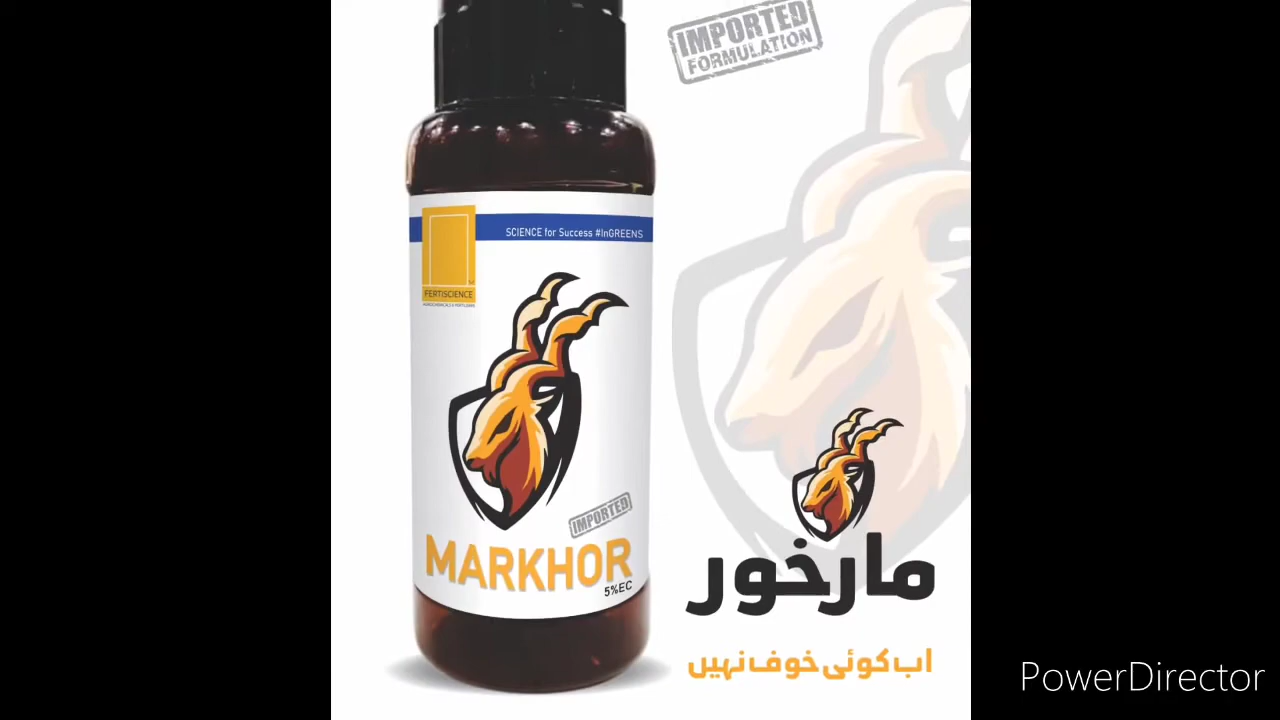 IMPORTED
FORMULATION
SCIENCE for Success #InGREENS
FERTISCIENCE
IMPORTED
MARKHOR
5%EC
مارخور
اب کوئی خوف نہیں
PowerDirector